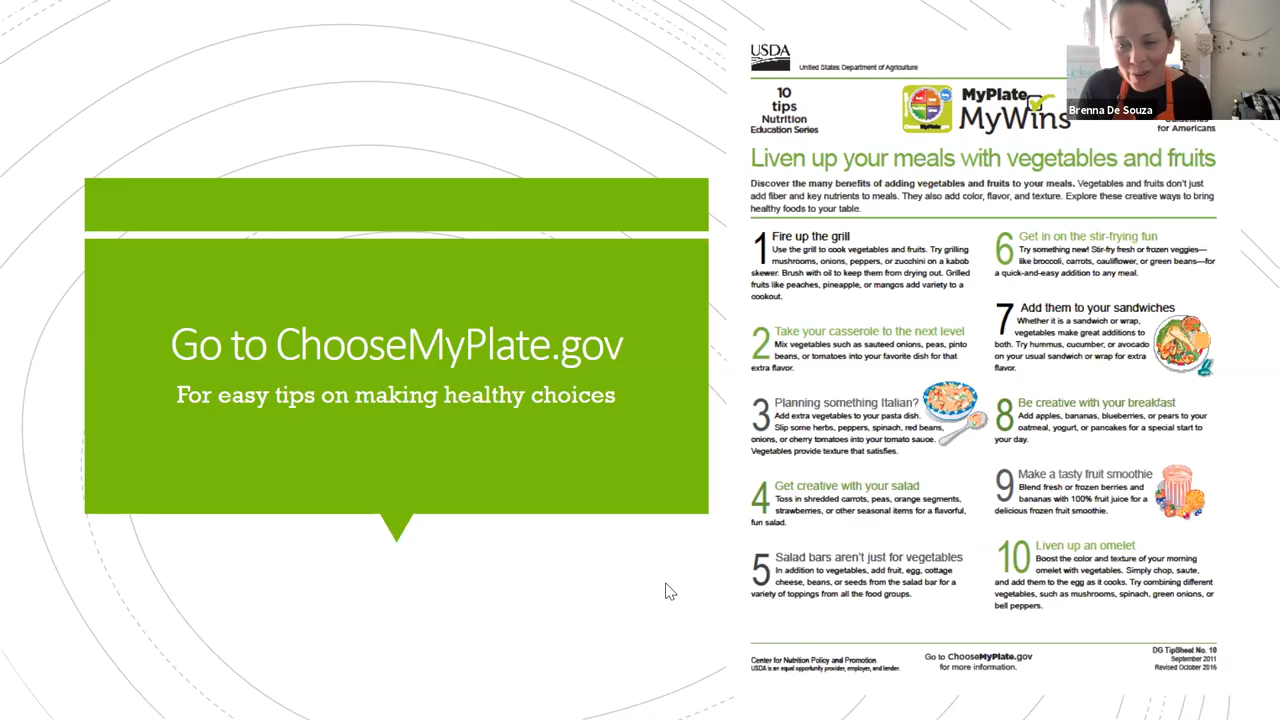 Go to ChooseMyPlate.gov
For easy tips on making healthy choices
USDA
United States Department of Agriculture
10
tips
Nutrition
Education Series
MyPlate
MyWins
for Americans
Brenna De Souza
Liven up your meals with vegetables and fruits
Discover the many benefits of adding vegetables and fruits to your meals. Vegetables and fruits don't just
add fiber and key nutrients to meals. They also add color, flavor, and texture. Explore these creative ways to bring
healthy foods to your table.
1 Fire up the grill
Use the grill to cook vegetables and fruits. Try grilling
mushrooms, onions, peppers, or zucchini on a kabob
skewer. Brush with oil to keep them from drying out. Grilled
fruits like peaches, pineapple, or mangos add variety to a
cookout.
2 Take your casserole to the next level
Mix vegetables such as sauteed onions, peas, pinto
beans, or tomatoes into your favorite dish for that
extra flavor.
3 Planning something Italian?
Add extra vegetables to your pasta dish.
Slip some herbs, peppers, spinach, red beans,
onions, or cherry tomatoes into your tomato sauce.
Vegetables provide texture that satisfies.
4 Get creative with your salad
Toss in shredded carrots, peas, orange segments,
strawberries, or other seasonal items for a flavorful,
fun salad.
5 Salad bars aren't just for vegetables
In addition to vegetables, add fruit, egg, cottage
cheese, beans, or seeds from the salad bar for a
variety of toppings from all the food groups.
6 Get in on the stir-frying fun
Try something new! Stir-fry fresh or frozen veggies—
like broccoli, carrots, cauliflower, or green beans—for
a quick-and-easy addition to any meal.
7 Add them to your sandwiches
Whether it is a sandwich or wrap,
vegetables make great additions to
both. Try hummus, cucumber, or avocado
on your usual sandwich or wrap for extra
flavor.
8 Be creative with your breakfast
Add apples, bananas, blueberries, or pears to your
oatmeal, yogurt, or pancakes for a special start to
your day.
9 Make a tasty fruit smoothie
Blend fresh or frozen berries and
bananas with 100% fruit juice for a
delicious frozen fruit smoothie.
10 Liven up an omelet
Boost the color and texture of your morning
omelet with vegetables. Simply chop, saute,
and add them to the egg as it cooks. Try combining different
vegetables, such as mushrooms, spinach, green onions, or
bell peppers.
Center for Nutrition Policy and Promotion
USDA is an equal opportunity provider, employer, and lender.
Go to ChooseMyPlate.gov
for more information.
DG TipSheet No. 10
September 2011
Revised October 2016